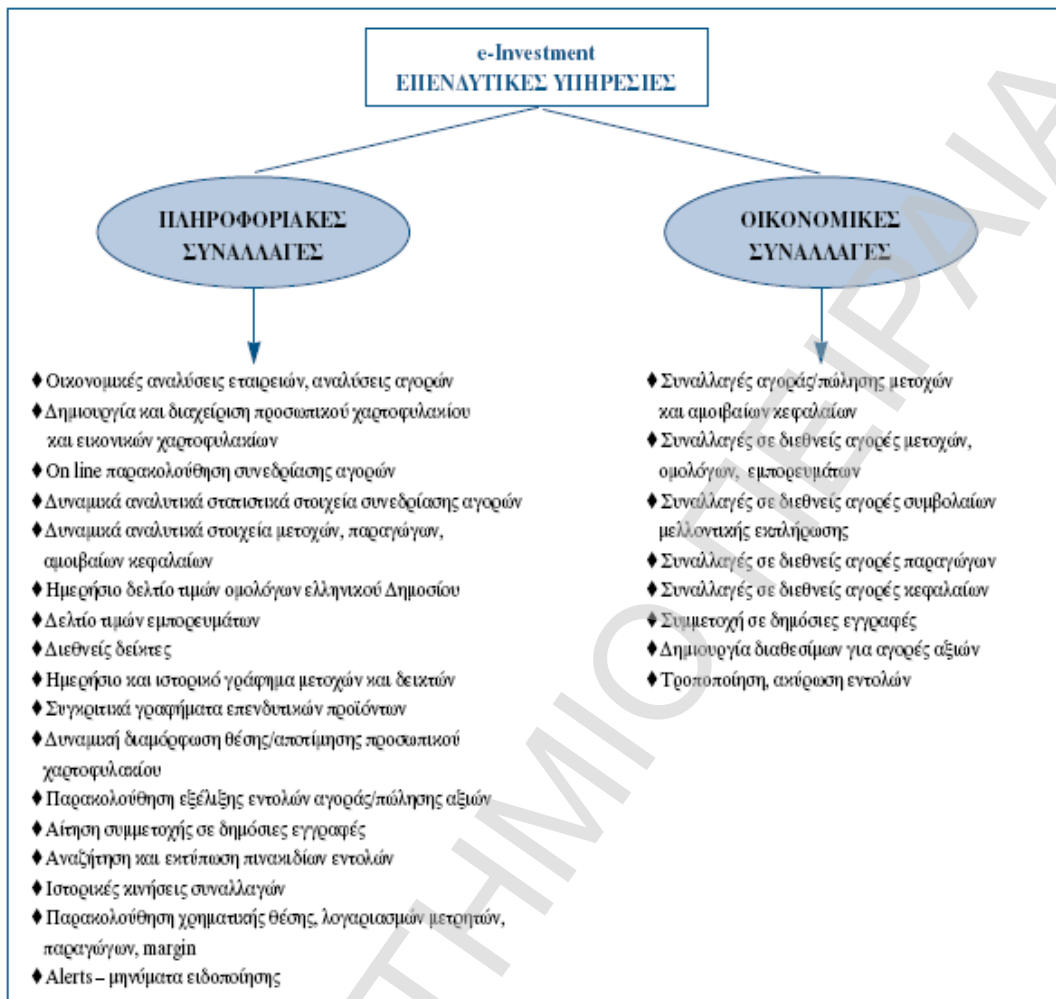 e-Investment
ΕΠΕΝΔΥΤΙΚΕΣ ΥΠΗΡΕΣΙΕΣ
ΠΛΗΡΟΦΟΡΙΑΚΕΣ
ΣΥΝΑΛΛΑΓΕΣ
♦ Οικονομικές αναλύσεις εταιρειών, αναλύσεις αγορών
♦ Δημιουργία και διαχείριση προσωπικού χαρτοφυλακίου
και εικονικών χαρτοφυλακίων
♦ On line παρακολούθηση συνεδρίασης αγορών
♦ Δυναμικά αναλυτικά στατιστικά στοιχεία συνεδρίασης αγορών
♦ Δυναμικά αναλυτικά στοιχεία μετοχών, παραγώγων,
αμοιβαίων κεφαλαίων
♦ Ημερήσιο δελτίο τιμών ομολόγων ελληνικού Δημοσίου
♦ Δελτίο τιμών εμπορευμάτων
♦ Διεθνείς δείκτες
♦ Ημερήσιο και ιστορικό γράφημα μετοχών και δεικτών
♦ Συγκριτικά γραφήματα επενδυτικών προϊόντων
♦ Δυναμική διαμόρφωση θέσης/αποτίμησης προσωπικού
χαρτοφυλακίου
♦ Παρακολούθηση εξέλιξης εντολών αγοράς/πώλησης αξιών
♦ Αίτηση συμμετοχής σε δημόσιες εγγραφές
♦ Αναζήτηση και εκτύπωση πινακιδίων εντολών
♦ Ιστορικές κινήσεις συναλλαγών
♦ Παρακολούθηση χρηματικής θέσης, λογαριασμών μετρητών,
παραγώγων, margin
♦ Alerts – μηνύματα ειδοποίησης
ΟΙΚΟΝΟΜΙΚΕΣ
ΣΥΝΑΛΛΑΓΕΣ
♦ Συναλλαγές αγοράς/πώλησης μετοχών
και αμοιβαίων κεφαλαίων
♦ Συναλλαγές σε διεθνείς αγορές μετοχών,
ομολόγων, εμπορευμάτων
♦ Συναλλαγές σε διεθνείς αγορές συμβολαίων
μελλοντικής εκπλήρωσης
♦ Συναλλαγές σε διεθνείς αγορές παραγώγων
♦ Συναλλαγές σε διεθνείς αγορές κεφαλαίων
♦ Συμμετοχή σε δημόσιες εγγραφές
♦ Δημιουργία διαθεσίμων για αγορές αξιών
♦ Τροποποίηση, ακύρωση εντολών
ΤΗΜΙΟ ΠΕΙΡΑΙΑ